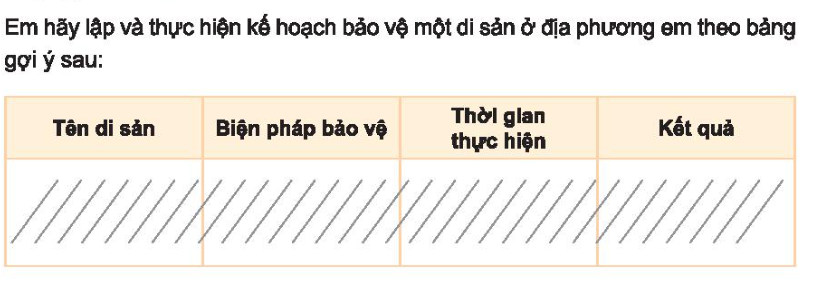 Em hãy lập và thực hiện kế hoạch bảo vệ một di sản ở địa phương em theo bảng
gợi ý sau:
Tên di sản
Biện pháp bảo vệ
Thời gian
thực hiện
Kết quả